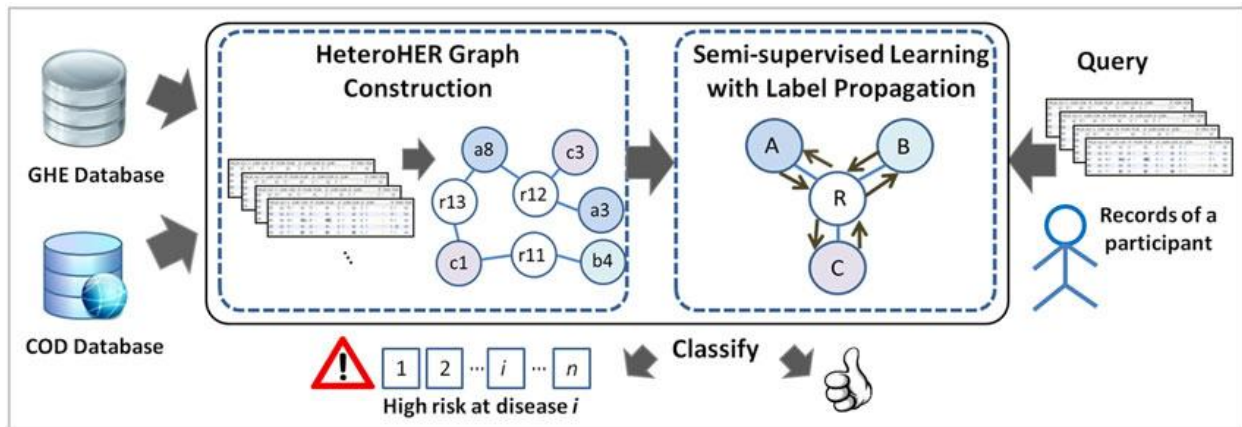 HeteroHER Graph
Construction
Semi-supervised Learning
with Label Propagation
Query
GHE Database
COD Database
a8
c3
r13
r12
a3
c1
r11
b4
A
B
R
C
Records of a
participant
Classify
! 1 2 ... i ... n
High risk at disease i